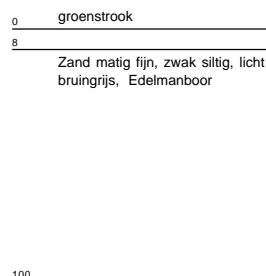 0 groenstrook
8
Zand matig fijn, zwak siltig, licht
bruingrijs, Edelmanboor
100